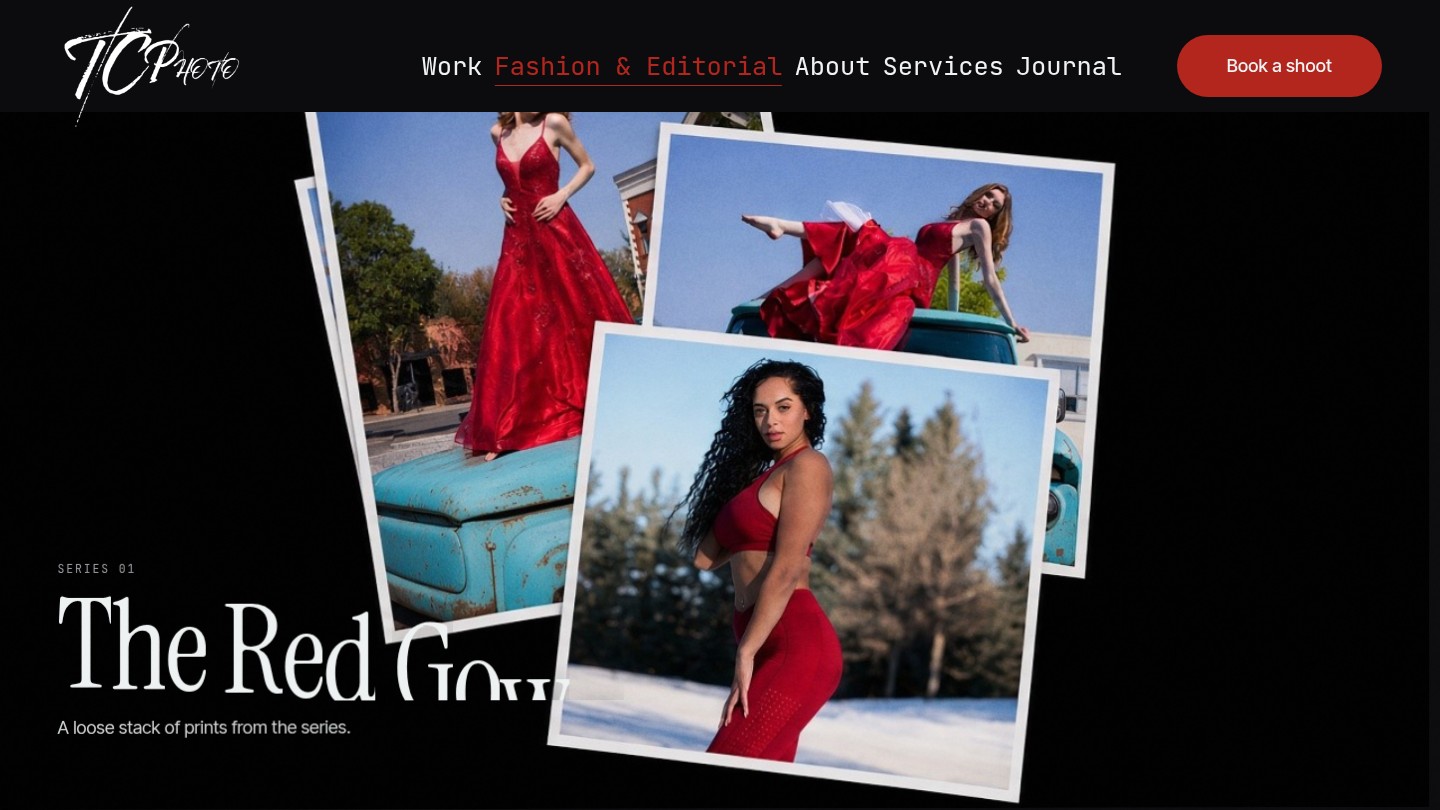 TCPHOTO
Work Fashion & Editorial About Services Journal
Book a shoot
SERIES 01
The Red Gow
A loose stack of prints from the series.